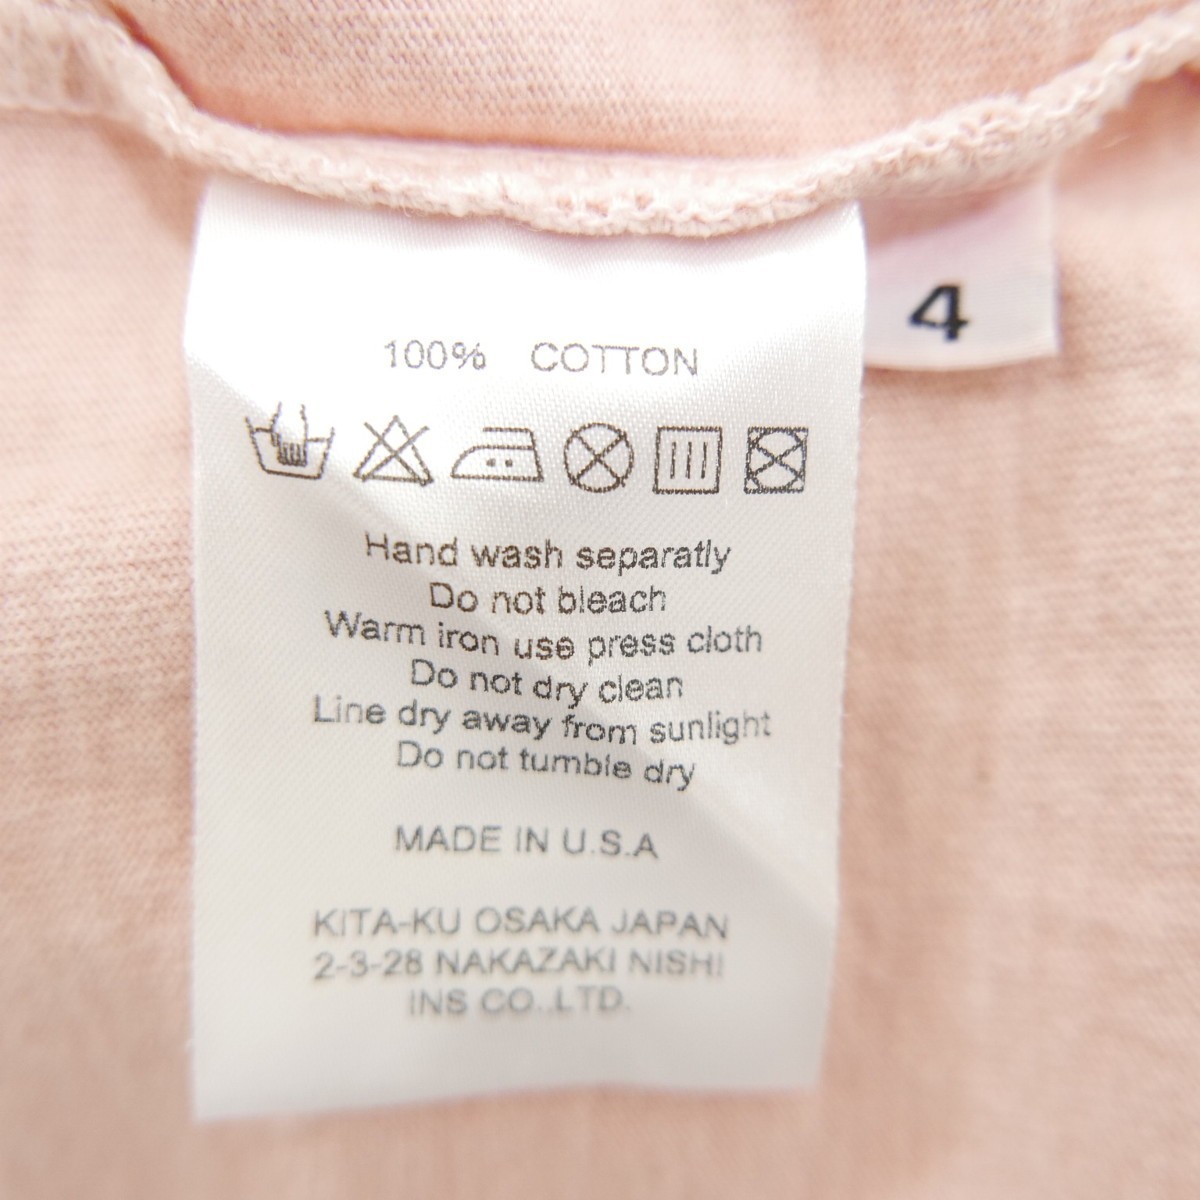 4
100% COTTON
Hand wash separatly
Do not bleach
Warm iron use press cloth
Do not dry clean
Line dry away from sunlight
Do not tumble dry
MADE IN U.S.A
KITA-KU OSAKA JAPAN
2-3-28 NAKAZAKI NISHI
INS CO.,LTD.